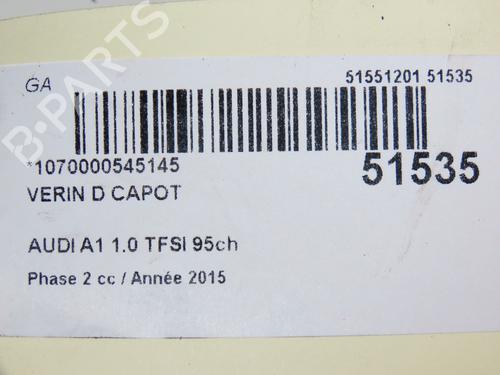 GA
51551201 51535
*1070000545145
51535
VERIN D CAPOT
AUDI A1 1.0 TFSI 95ch
Phase 2 cc / Année 2015
B-PARTS